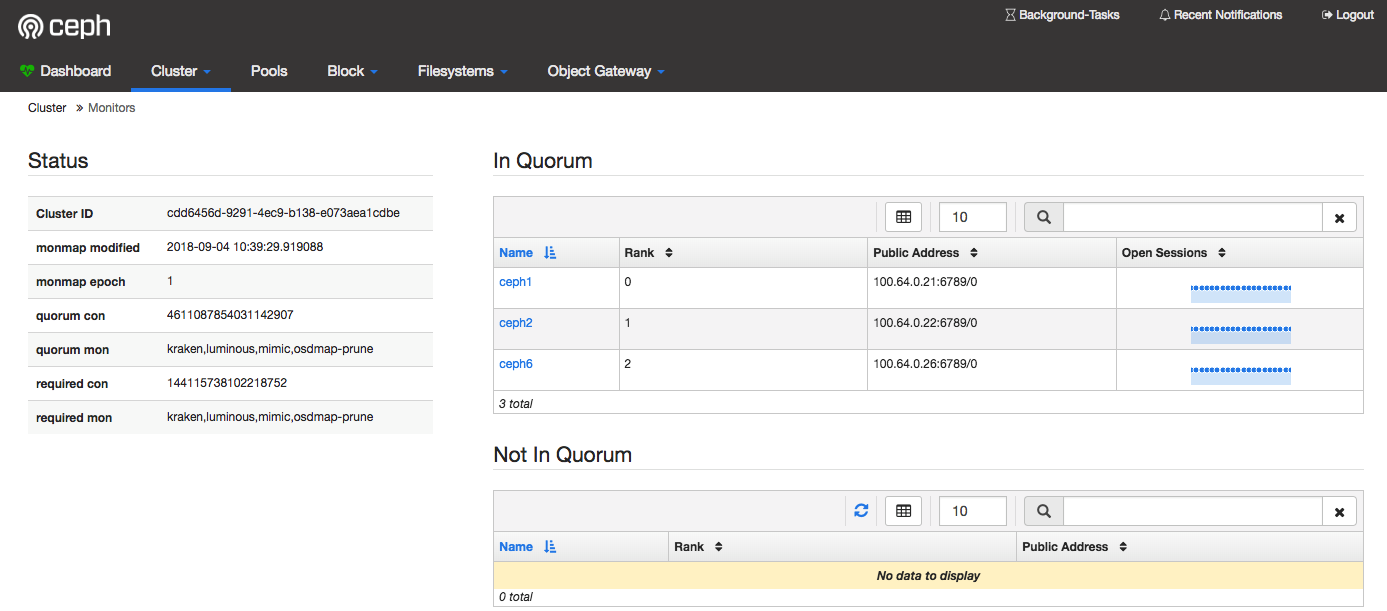 ceph
Background-Tasks Recent Notifications Logout
Dashboard Cluster Pools Block Filesystems Object Gateway
Cluster » Monitors
Status
Cluster ID cdd6456d-9291-4ec9-b138-e073aea1cdbe
monmap modified 2018-09-04 10:39:29.919088
monmap epoch 1
quorum con 4611087854031142907
quorum mon kraken,luminous,mimic,osdmap-prune
required con 144115738102218752
required mon kraken,luminous,mimic,osdmap-prune
In Quorum
10
Name Rank Public Address Open Sessions
ceph1 0 100.64.0.21:6789/0
ceph2 1 100.64.0.22:6789/0
ceph6 2 100.64.0.26:6789/0
3 total
Not In Quorum
10
Name Rank Public Address
No data to display
0 total